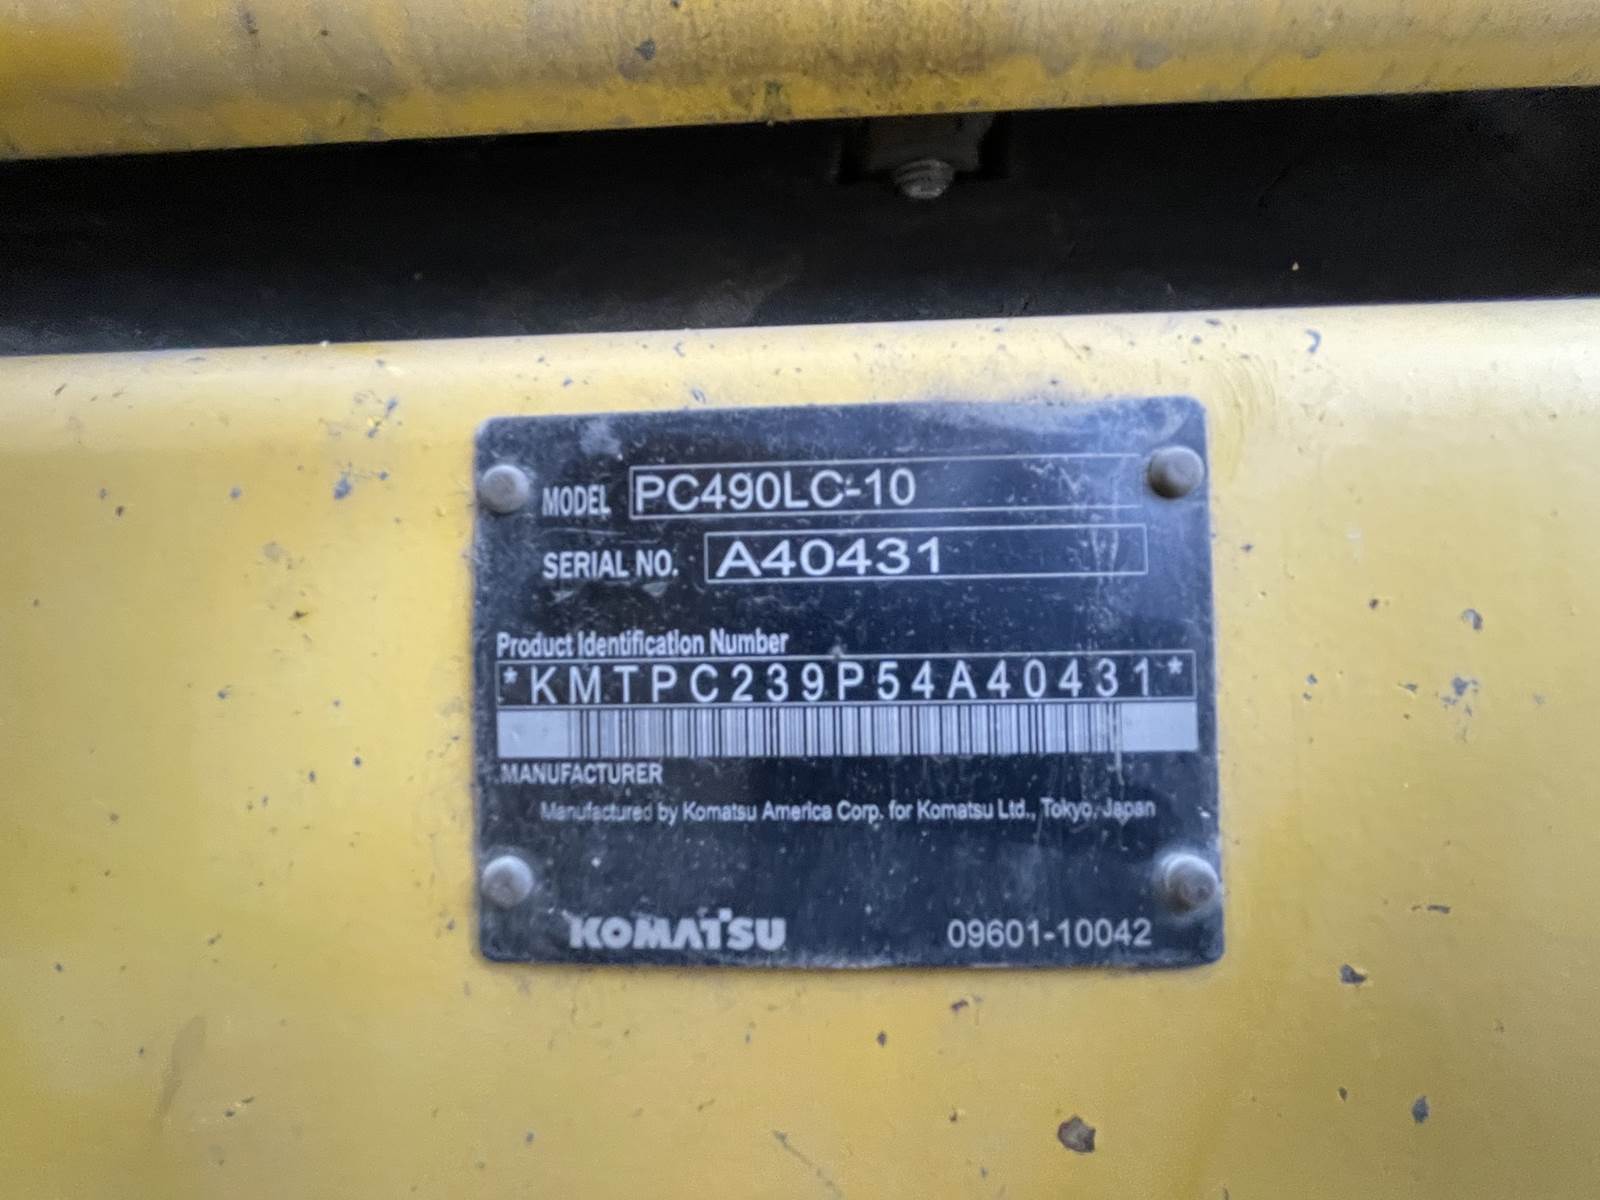 MODEL PC490LC-10
SERIAL NO. A40431
Product Identification Number
*KMTPC239P54A40431*
MANUFACTURER
Manufactured by Komatsu America Corp. for Komatsu Ltd., Tokyo, Japan
KOMATSU 09601-10042